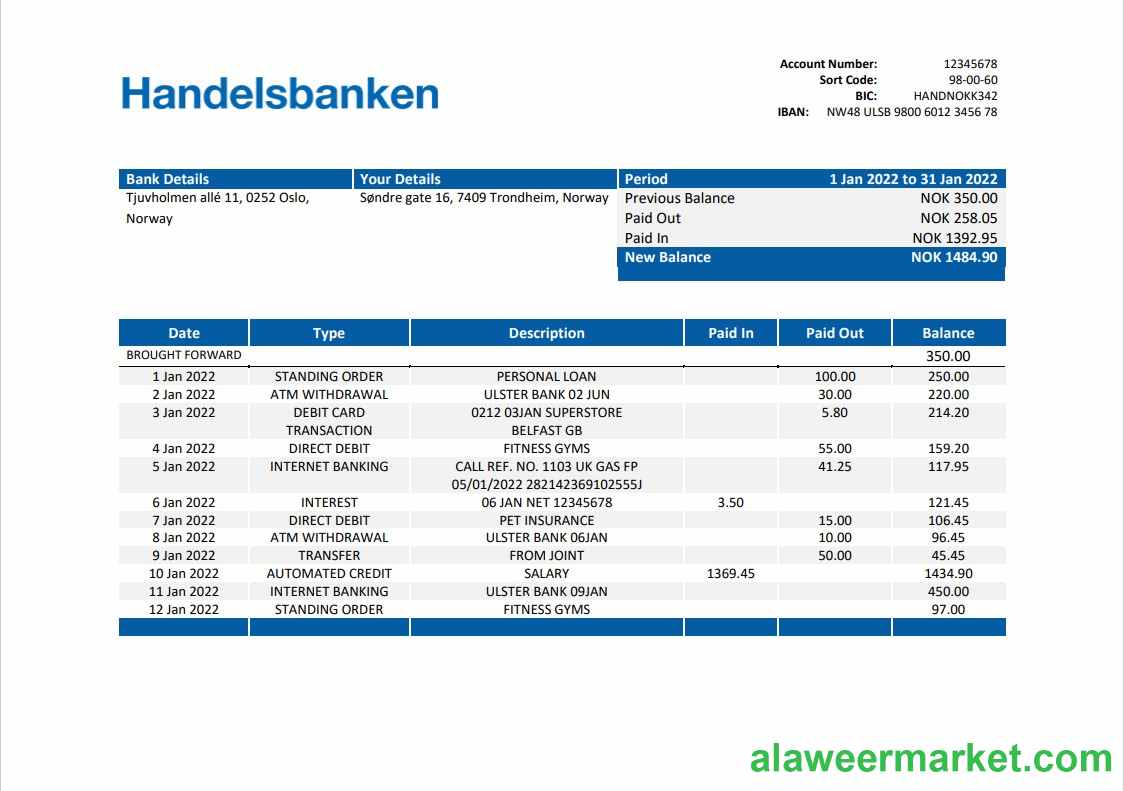 Handelsbanken
Account Number: 12345678
Sort Code: 98-00-60
BIC: HANDNOKK342
IBAN: NW48 ULSB 9800 6012 3456 78
Bank Details
Tjuvholmen allé 11, 0252 Oslo,
Norway
Your Details
Søndre gate 16, 7409 Trondheim, Norway
Period 1 Jan 2022 to 31 Jan 2022
Previous Balance NOK 350.00
Paid Out NOK 258.05
Paid In NOK 1392.95
New Balance NOK 1484.90
Date Type Description Paid In Paid Out Balance
BROUGHT FORWARD 350.00
1 Jan 2022 STANDING ORDER PERSONAL LOAN 100.00 250.00
2 Jan 2022 ATM WITHDRAWAL ULSTER BANK 02 JUN 30.00 220.00
3 Jan 2022 DEBIT CARD 0212 03JAN SUPERSTORE 5.80 214.20
TRANSACTION BELFAST GB
4 Jan 2022 DIRECT DEBIT FITNESS GYMS 55.00 159.20
5 Jan 2022 INTERNET BANKING CALL REF. NO. 1103 UK GAS FP 41.25 117.95
05/01/2022 282142369102555J
6 Jan 2022 INTEREST 06 JAN NET 12345678 3.50 121.45
7 Jan 2022 DIRECT DEBIT PET INSURANCE 15.00 106.45
8 Jan 2022 ATM WITHDRAWAL ULSTER BANK 06JAN 10.00 96.45
9 Jan 2022 TRANSFER FROM JOINT 50.00 45.45
10 Jan 2022 AUTOMATED CREDIT SALARY 1369.45 1434.90
11 Jan 2022 INTERNET BANKING ULSTER BANK 09JAN 450.00
12 Jan 2022 STANDING ORDER FITNESS GYMS 97.00
alaweermarket.com